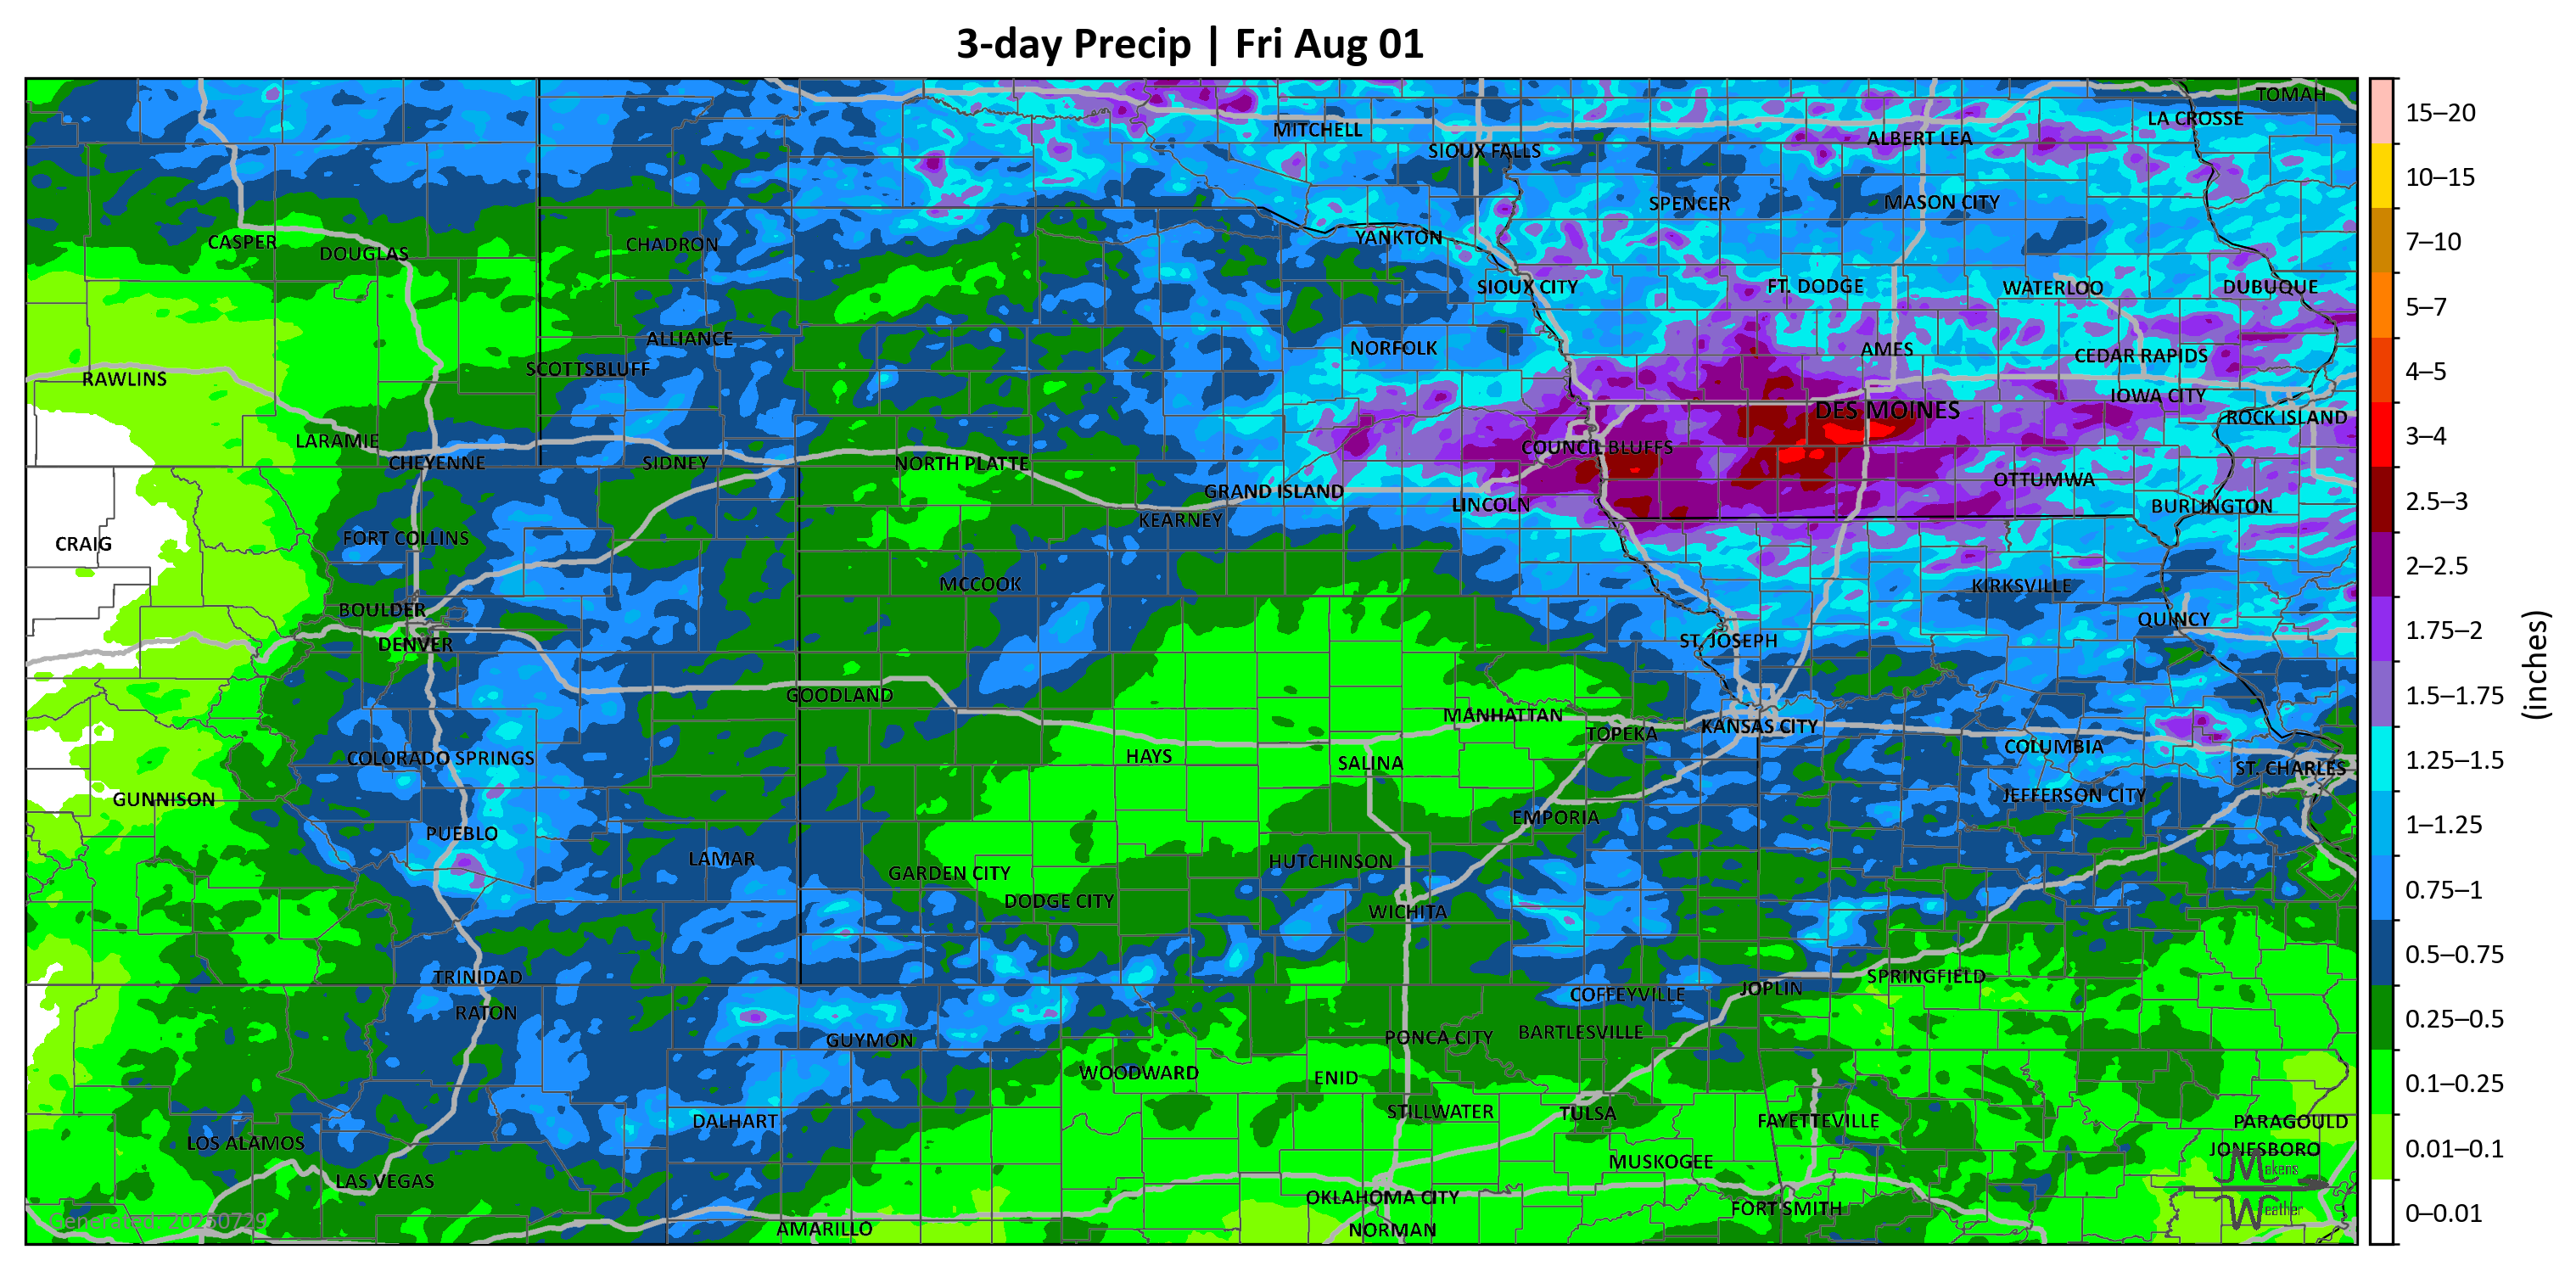 3-day Precip | Fri Aug 01
TOMAH
LA CROSSE
MITCHELL
ALBERT LEA
SIOUX FALLS
SPENCER
MASON CITY
YANKTON
CASPER
CHADRON
DOUGLAS
SIOUX CITY
FT. DODGE
WATERLOO
DUBUQUE
ALLIANCE
NORFOLK
AMES
CEDAR RAPIDS
SCOTTSBLUFF
RAWLINS
IOWA CITY
DES MOINES
ROCK ISLAND
LARAMIE
COUNCIL BLUFFS
CHEYENNE
SIDNEY
NORTH PLATTE
OTTUMWA
GRAND ISLAND
LINCOLN
BURLINGTON
KEARNEY
FORT COLLINS
CRAIG
MCCOOK
KIRKSVILLE
BOULDER
QUINCY
DENVER
ST. JOSEPH
GOODLAND
MANHATTAN
KANSAS CITY
TOPEKA
COLUMBIA
HAYS
COLORADO SPRINGS
SALINA
ST. CHARLES
JEFFERSON CITY
GUNNISON
EMPORIA
PUEBLO
LAMAR
HUTCHINSON
GARDEN CITY
DODGE CITY
WICHITA
TRINIDAD
SPRINGFIELD
JOPLIN
COFFEYVILLE
RATON
BARTLESVILLE
PONCA CITY
GUYMON
WOODWARD
ENID
STILLWATER
TULSA
DALHART
FAYETTEVILLE
PARAGOULD
LOS ALAMOS
JONESBORO
MUSKOGEE
Makens
LAS VEGAS
OKLAHOMA CITY
FORT SMITH
Weather
Generated: 20250729
AMARILLO
NORMAN
15–20
10–15
7–10
5–7
4–5
3–4
2.5–3
2–2.5
1.75–2
1.5–1.75
1.25–1.5
1–1.25
0.75–1
0.5–0.75
0.25–0.5
0.1–0.25
0.01–0.1
0–0.01
(inches)